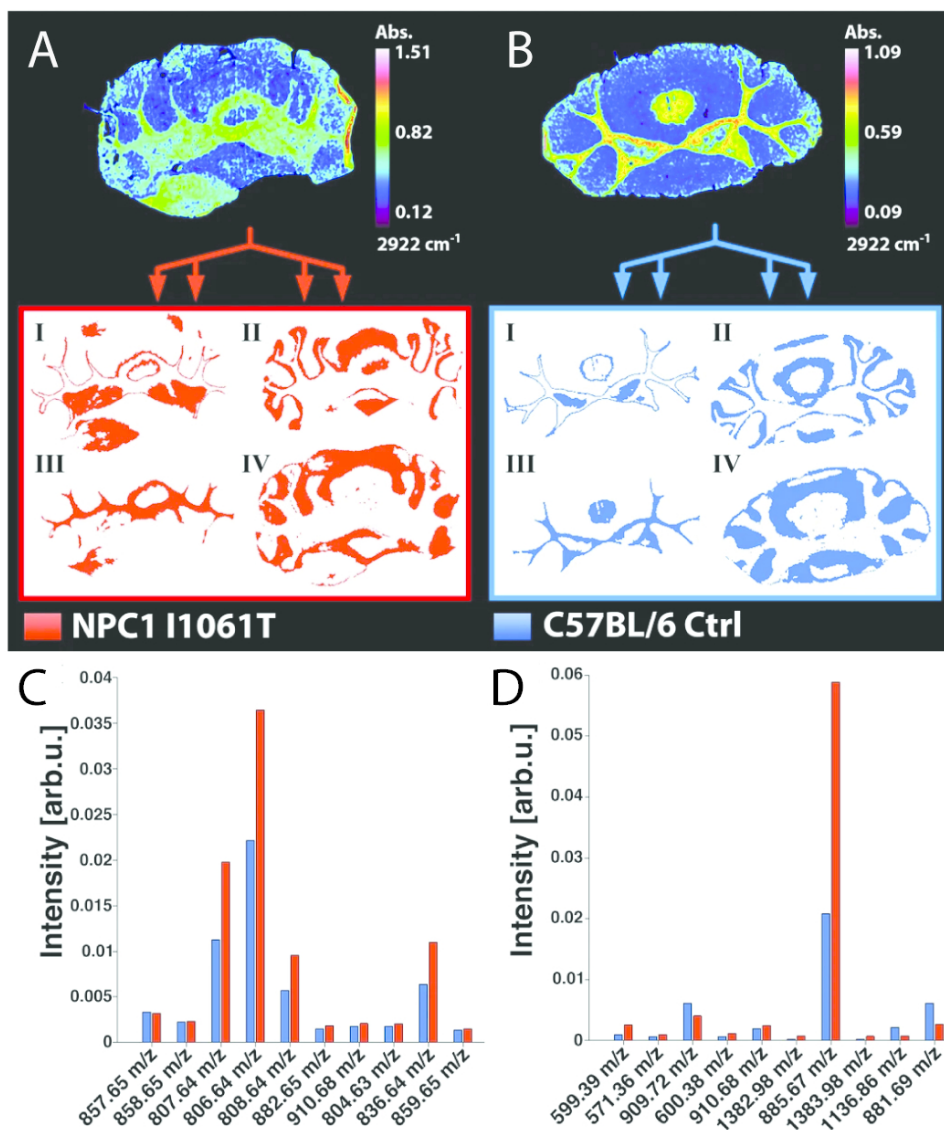 A
Abs.
1.51
0.82
0.12
2922 cm⁻¹
B
Abs.
1.09
0.59
0.09
2922 cm⁻¹
I
II
III
IV
NPC1 I1061T
I
II
III
IV
C57BL/6 Ctrl
C
Intensity [arb.u.]
0.04
0.035
0.03
0.025
0.02
0.015
0.01
0.005
0
857.65 m/z
858.65 m/z
807.64 m/z
806.64 m/z
808.64 m/z
882.65 m/z
910.68 m/z
804.63 m/z
836.64 m/z
859.65 m/z
D
Intensity [arb.u.]
0.06
0.05
0.04
0.03
0.02
0.01
0
599.39 m/z
571.36 m/z
909.72 m/z
600.38 m/z
910.68 m/z
1382.98 m/z
885.67 m/z
1383.98 m/z
1136.86 m/z
881.69 m/z